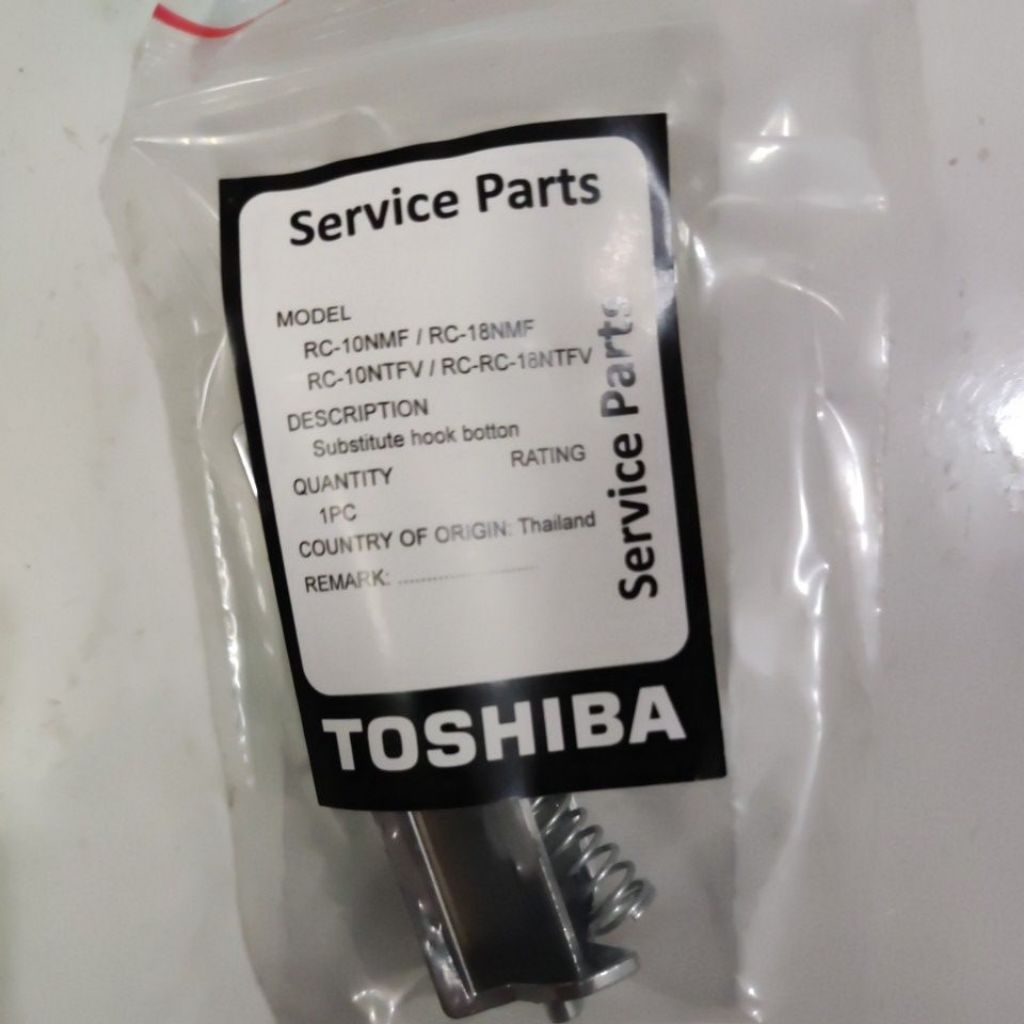 Service Parts
MODEL
RC-10NMF / RC-18NMF
RC-10NTFV / RC-RC-18NTFV
DESCRIPTION
Substitute hook botton
QUANTITY RATING
1PC
COUNTRY OF ORIGIN: Thailand
REMARK: ........................
Service Parts
TOSHIBA